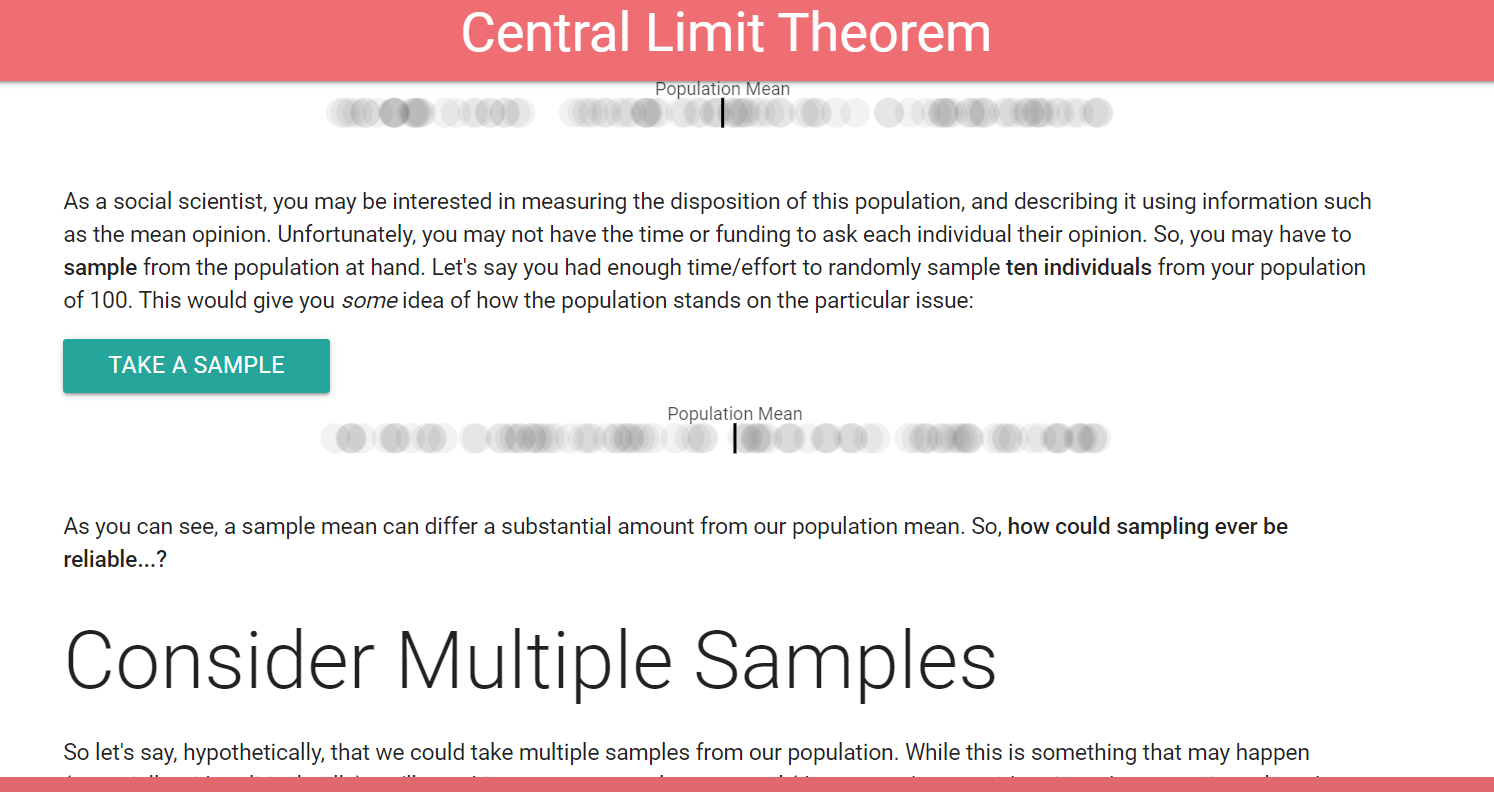 Central Limit Theorem
Population Mean
As a social scientist, you may be interested in measuring the disposition of this population, and describing it using information such
as the mean opinion. Unfortunately, you may not have the time or funding to ask each individual their opinion. So, you may have to
sample from the population at hand. Let's say you had enough time/effort to randomly sample ten individuals from your population
of 100. This would give you some idea of how the population stands on the particular issue:
TAKE A SAMPLE
Population Mean
As you can see, a sample mean can differ a substantial amount from our population mean. So, how could sampling ever be
reliable...?
Consider Multiple Samples
So let's say, hypothetically, that we could take multiple samples from our population. While this is something that may happen